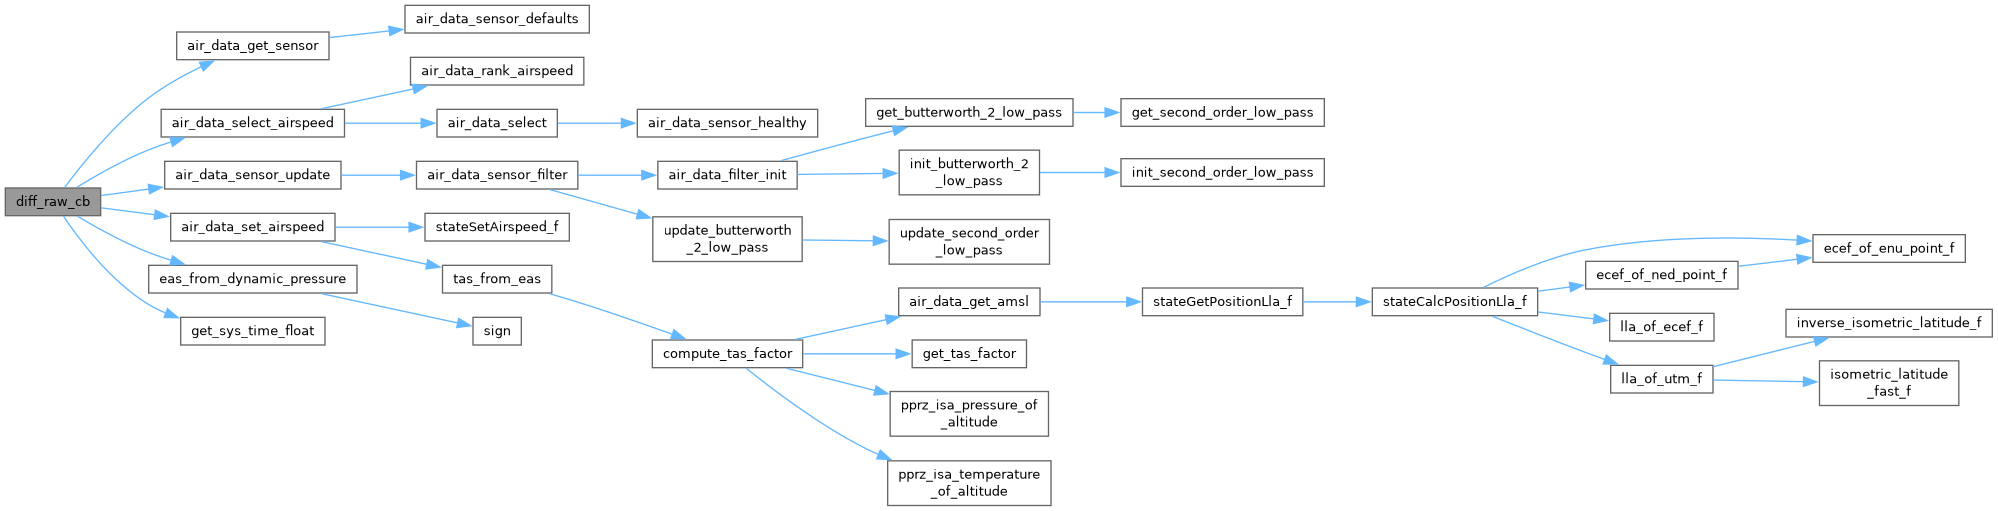 diff_raw_cb
air_data_get_sensor
air_data_sensor_defaults
air_data_select_airspeed
air_data_rank_airspeed
air_data_select
air_data_sensor_healthy
air_data_sensor_update
air_data_sensor_filter
air_data_filter_init
get_butterworth_2_low_pass
get_second_order_low_pass
init_butterworth_2
_low_pass
init_second_order_low_pass
update_butterworth
_2_low_pass
update_second_order
_low_pass
air_data_set_airspeed
stateSetAirspeed_f
tas_from_eas
compute_tas_factor
air_data_get_amsl
stateGetPositionLla_f
stateCalcPositionLla_f
ecef_of_enu_point_f
ecef_of_ned_point_f
lla_of_ecef_f
lla_of_utm_f
inverse_isometric_latitude_f
isometric_latitude
_fast_f
get_tas_factor
pprz_isa_pressure_of
_altitude
pprz_isa_temperature
_of_altitude
eas_from_dynamic_pressure
sign
get_sys_time_float